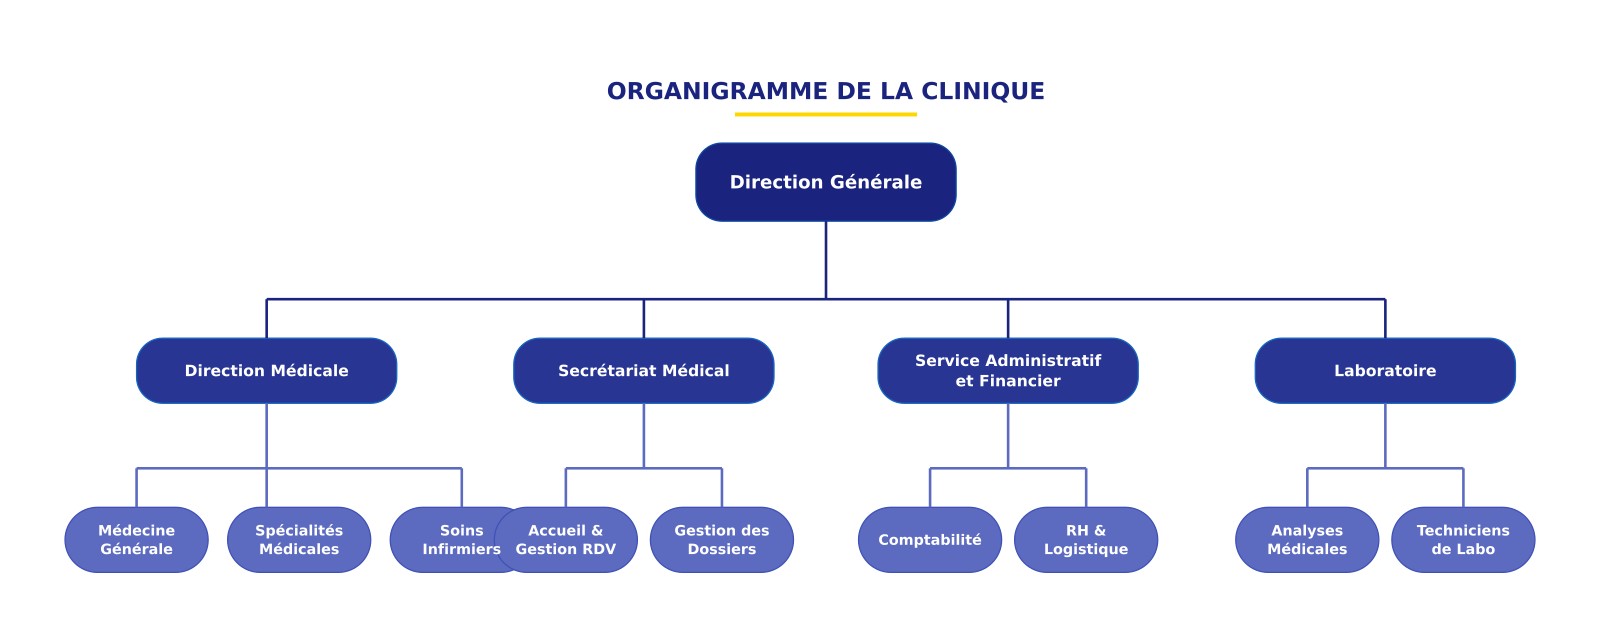 ORGANIGRAMME DE LA CLINIQUE
Direction Générale
Direction Médicale
Secrétariat Médical
Service Administratif
et Financier
Laboratoire
Médecine
Générale
Spécialités
Médicales
Soins
Infirmiers
Accueil &
Gestion RDV
Gestion des
Dossiers
Comptabilité
RH &
Logistique
Analyses
Médicales
Techniciens
de Labo